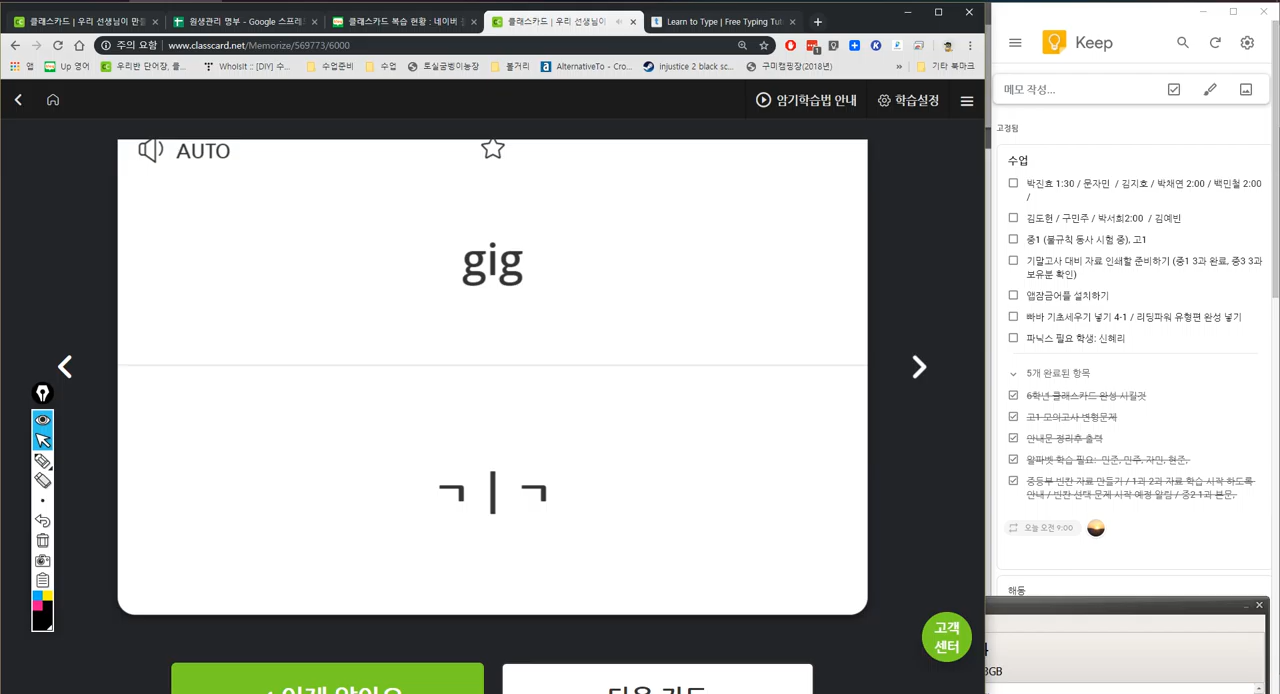 클래스카드 | 우리 선생님이 만들
원생관리 명부 - Google 스프레
클래스카드 복습 현황 : 네이버
클래스카드 | 우리 선생님이
Learn to Type | Free Typing Tut
주의 요함 | www.classcard.net/Memorize/569773/6000
앱
Up 영어
우리반 단어장, 클...
WhoIsIt :: [DIY] 수...
수업준비
수업
토실궁벵이농장
볼거리
AlternativeTo - Cro...
injustice 2 black sc...
구미캠핑장(2018년)
»
기타 북마크
암기학습법 안내
학습설정
AUTO
gig
ㄱ ㅣ ㄱ
고객
센터
이제 알아요
다음 카드
Keep
메모 작성...
고정됨
수업
박진효 1:30 / 문자민 / 김지호 / 박채연 2:00 / 백민철 2:00
/
김도현 / 구민주 / 박서희2:00 / 김예빈
중1 (불규칙 동사 시험 중), 고1
기말고사 대비 자료 인쇄할 준비하기 (중1 3과 완료, 중3 3과
보유분 확인)
앱잠금어플 설치하기
빠바 기초세우기 넣기 4-1 / 리딩파워 유형편 완성 넣기
파닉스 필요 학생: 신혜리
5개 완료된 항목
6학년 클래스카드 완성 시킬것
고1 모의고사 변형문제
안내문 정리후 출력
알파벳 학습 필요: 민준, 민주, 자민, 현준,
중등부 빈칸 자료 만들기 / 1과 2과 자료 학습 시작 하도록
안내 / 빈칸 선택 문제 시작 예정 알림 / 중2 1과 본문,
오늘 오전 9:00
해동
3GB